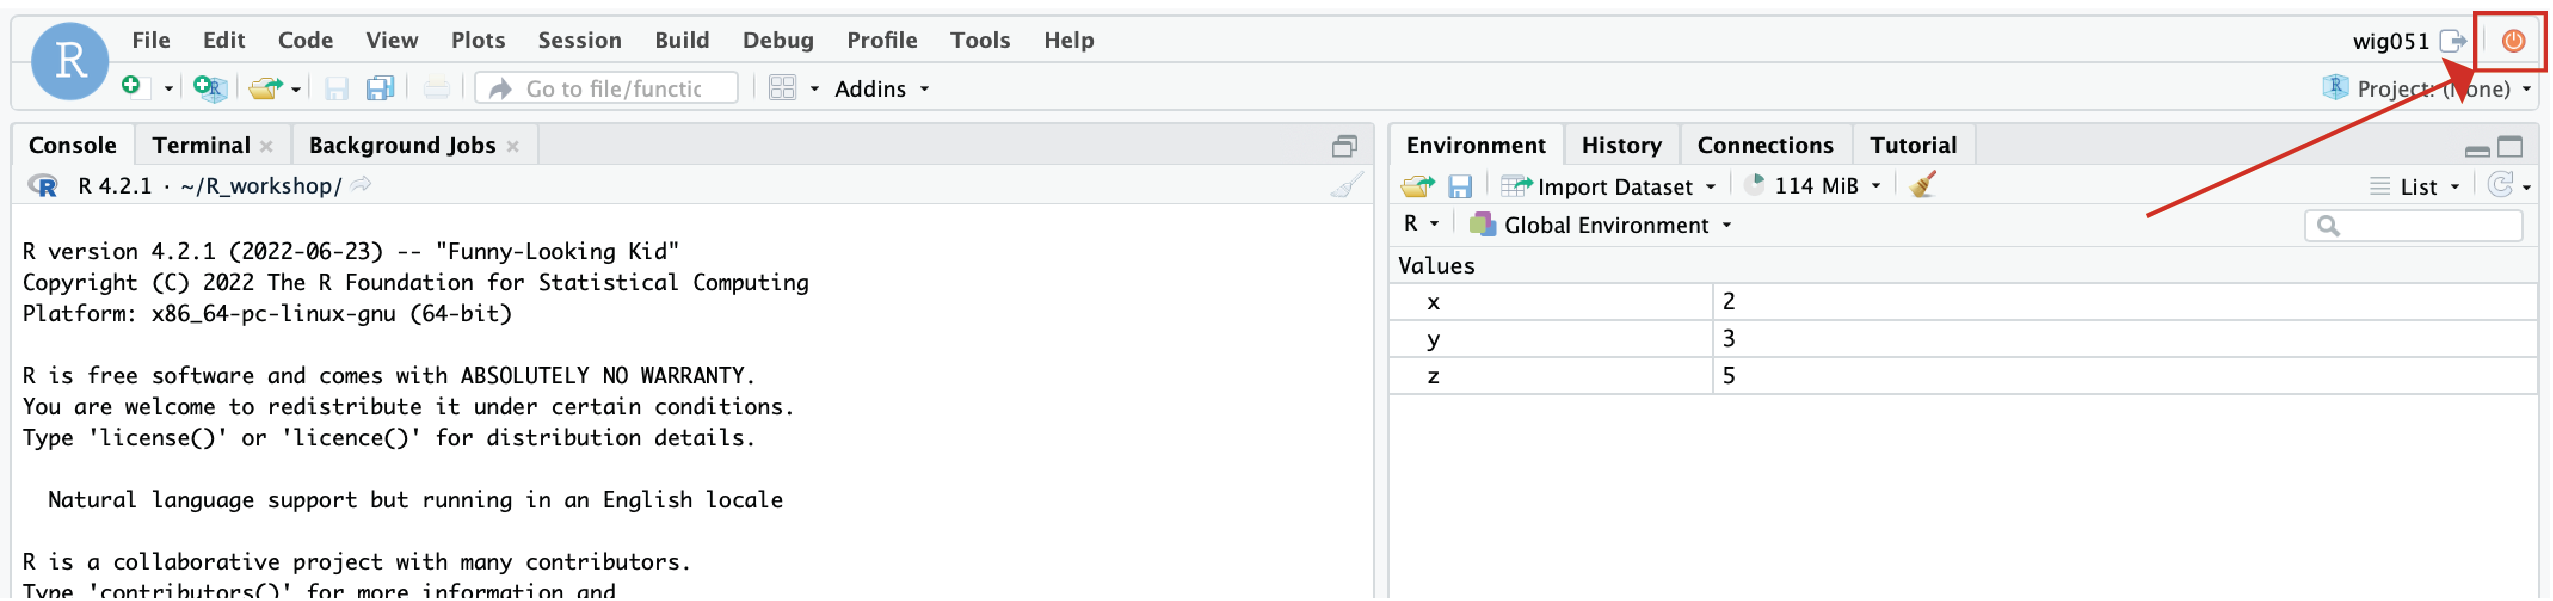 R File Edit Code View Plots Session Build Debug Profile Tools Help wig051
R Go to file/functic Addins R Project: (None)
Console Terminal Background Jobs
R R 4.2.1 · ~/R_workshop/
R version 4.2.1 (2022-06-23) -- "Funny-Looking Kid"
Copyright (C) 2022 The R Foundation for Statistical Computing
Platform: x86_64-pc-linux-gnu (64-bit)
R is free software and comes with ABSOLUTELY NO WARRANTY.
You are welcome to redistribute it under certain conditions.
Type 'license()' or 'licence()' for distribution details.
Natural language support but running in an English locale
R is a collaborative project with many contributors.
Type 'contributors()' for more information and
Environment History Connections Tutorial
Import Dataset 114 MiB List
R Global Environment
Values
x 2
y 3
z 5